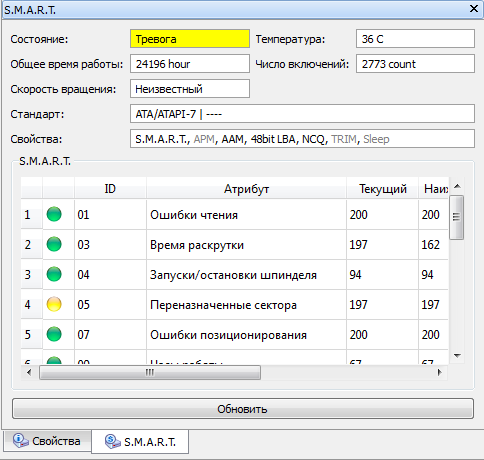 S.M.A.R.T.
Состояние: Тревога Температура: 36 C
Общее время работы: 24196 hour Число включений: 2773 count
Скорость вращения: Неизвестный
Стандарт: ATA/ATAPI-7 | ----
Свойства: S.M.A.R.T., APM, AAM, 48bit LBA, NCQ, TRIM, Sleep
S.M.A.R.T.
ID Атрибут Текущий Наих
1 01 Ошибки чтения 200 200
2 03 Время раскрутки 197 162
3 04 Запуски/остановки шпинделя 94 94
4 05 Переназначенные сектора 197 197
5 07 Ошибки позиционирования 200 200
6 09 Часы работы 67 67
Обновить
Свойства S.M.A.R.T.